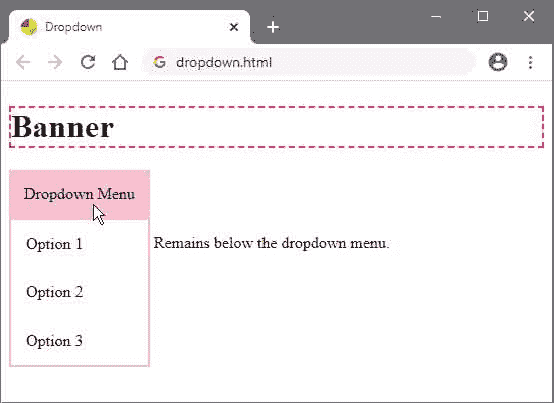 Dropdown
dropdown.html
Banner
Dropdown Menu
Option 1
Remains below the dropdown menu.
Option 2
Option 3